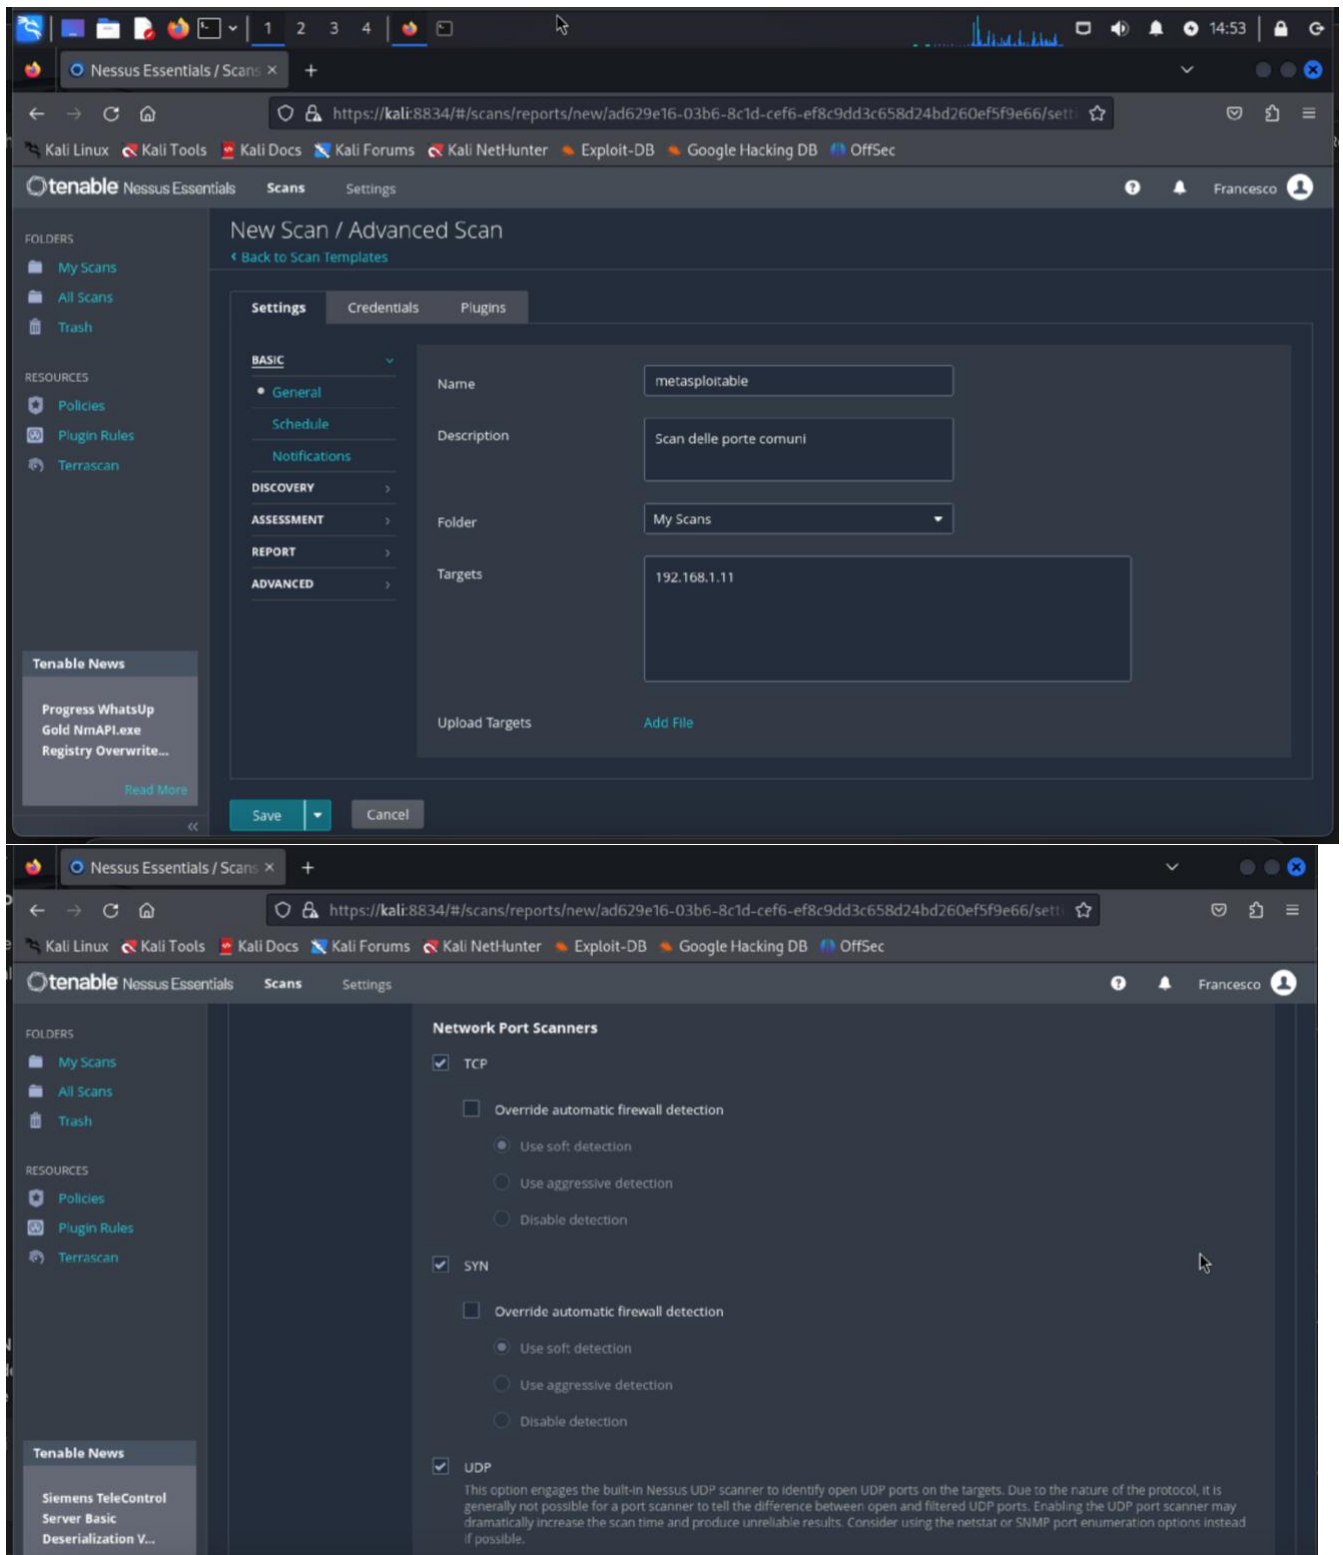 1 2 3 4 14:53
Nessus Essentials / Scans
https://kali:8834/#/scans/reports/new/ad629e16-03b6-8c1d-cef6-ef8c9dd3c658d24bd260ef5f9e66/setti
Kali Linux Kali Tools Kali Docs Kali Forums Kali NetHunter Exploit-DB Google Hacking DB OffSec
tenable Nessus Essentials Scans Settings Francesco
FOLDERS
My Scans
All Scans
Trash
RESOURCES
Policies
Plugin Rules
Terrascan
Tenable News
Progress WhatsUp
Gold NmAPI.exe
Registry Overwrite...
Read More
New Scan / Advanced Scan
Back to Scan Templates
Settings Credentials Plugins
BASIC
General
Schedule
Notifications
DISCOVERY
ASSESSMENT
REPORT
ADVANCED
Name metasploitable
Description Scan delle porte comuni
Folder My Scans
Targets 192.168.1.11
Upload Targets Add File
Save Cancel
Nessus Essentials / Scans
https://kali:8834/#/scans/reports/new/ad629e16-03b6-8c1d-cef6-ef8c9dd3c658d24bd260ef5f9e66/setti
Kali Linux Kali Tools Kali Docs Kali Forums Kali NetHunter Exploit-DB Google Hacking DB OffSec
tenable Nessus Essentials Scans Settings Francesco
FOLDERS
My Scans
All Scans
Trash
RESOURCES
Policies
Plugin Rules
Terrascan
Tenable News
Siemens TeleControl
Server Basic
Deserialization V...
Network Port Scanners
TCP
Override automatic firewall detection
Use soft detection
Use aggressive detection
Disable detection
SYN
Override automatic firewall detection
Use soft detection
Use aggressive detection
Disable detection
UDP
This option engages the built-in Nessus UDP scanner to identify open UDP ports on the targets. Due to the nature of the protocol, it is
generally not possible for a port scanner to tell the difference between open and filtered UDP ports. Enabling the UDP port scanner may
dramatically increase the scan time and produce unreliable results. Consider using the netstat or SNMP port enumeration options instead
if possible.